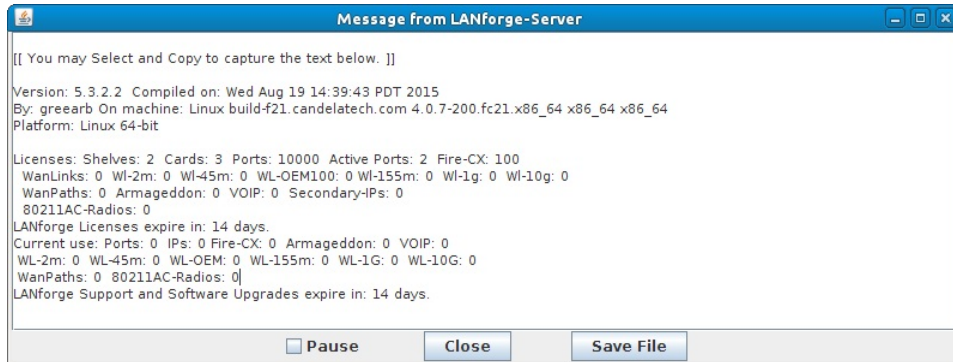 Message from LANforge-Server
[[ You may Select and Copy to capture the text below. ]]
Version: 5.3.2.2 Compiled on: Wed Aug 19 14:39:43 PDT 2015
By: greearb On machine: Linux build-f21.candelatech.com 4.0.7-200.fc21.x86_64 x86_64 x86_64
Platform: Linux 64-bit
Licenses: Shelves: 2 Cards: 3 Ports: 10000 Active Ports: 2 Fire-CX: 100
WanLinks: 0 Wl-2m: 0 Wl-45m: 0 WL-OEM100: 0 Wl-155m: 0 Wl-1g: 0 Wl-10g: 0
WanPaths: 0 Armageddon: 0 VOIP: 0 Secondary-IPs: 0
80211AC-Radios: 0
LANforge Licenses expire in: 14 days.
Current use: Ports: 0 IPs: 0 Fire-CX: 0 Armageddon: 0 VOIP: 0
WL-2m: 0 WL-45m: 0 WL-OEM: 0 WL-155m: 0 WL-1G: 0 WL-10G: 0
WanPaths: 0 80211AC-Radios: 0
LANforge Support and Software Upgrades expire in: 14 days.
Pause Close Save File